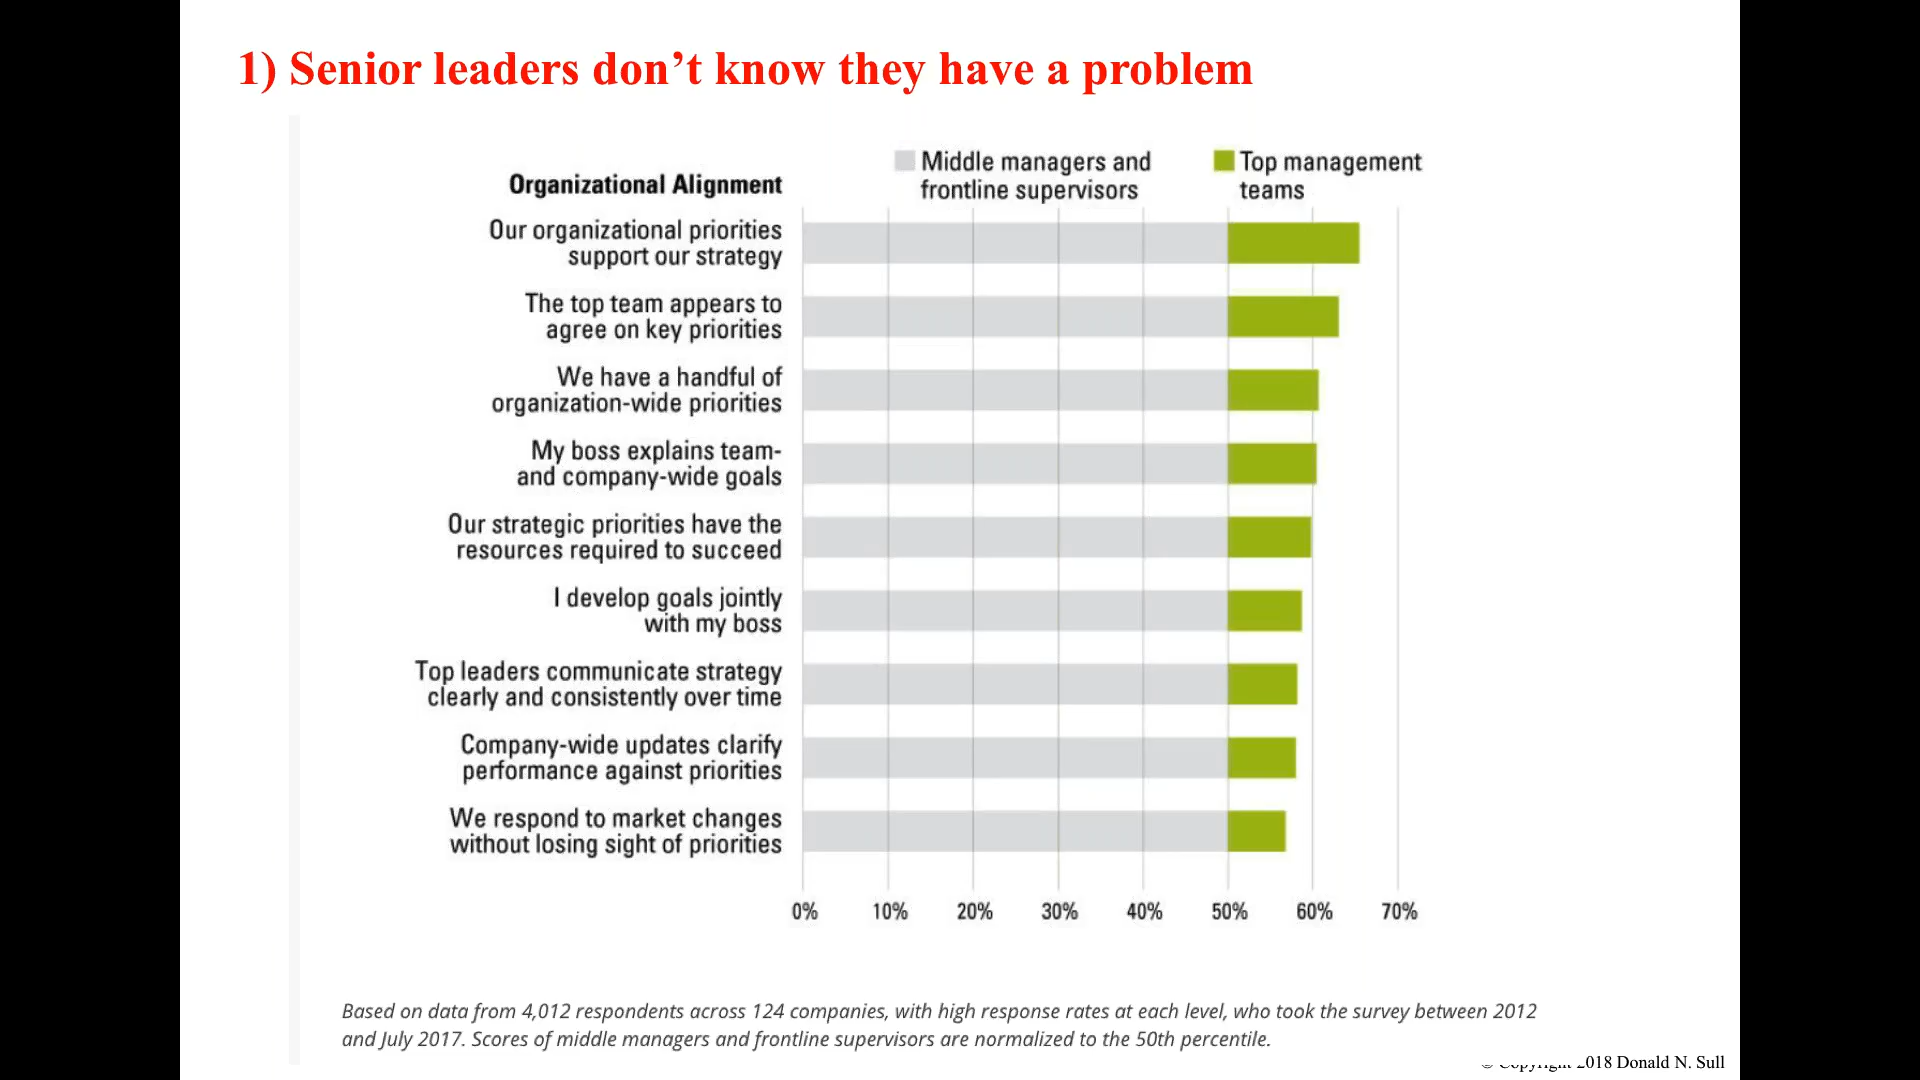 1) Senior leaders don’t know they have a problem
Organizational Alignment
Middle managers and
frontline supervisors
Top management
teams
Our organizational priorities
support our strategy
The top team appears to
agree on key priorities
We have a handful of
organization-wide priorities
My boss explains team-
and company-wide goals
Our strategic priorities have the
resources required to succeed
I develop goals jointly
with my boss
Top leaders communicate strategy
clearly and consistently over time
Company-wide updates clarify
performance against priorities
We respond to market changes
without losing sight of priorities
0% 10% 20% 30% 40% 50% 60% 70%
Based on data from 4,012 respondents across 124 companies, with high response rates at each level, who took the survey between 2012
and July 2017. Scores of middle managers and frontline supervisors are normalized to the 50th percentile.
© Copyright 2018 Donald N. Sull